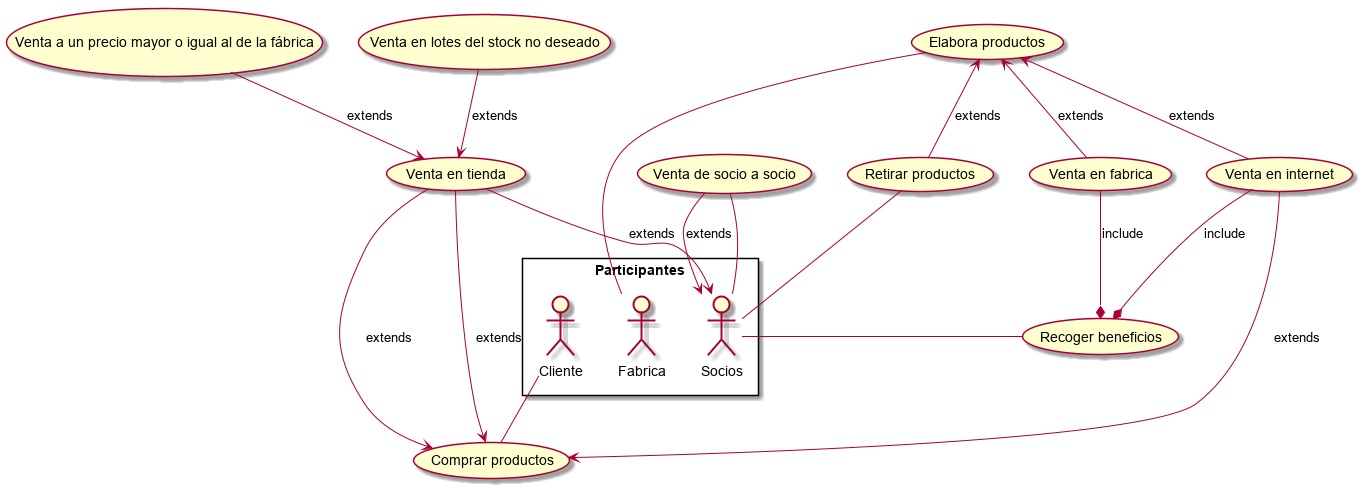 Venta a un precio mayor o igual al de la fábrica
Venta en lotes del stock no deseado
Elabora productos
extends
extends
extends
extends
extends
Venta en tienda
Venta de socio a socio
Retirar productos
Venta en fabrica
Venta en internet
extends
extends
include
include
Participantes
extends
extends
extends
Cliente
Fabrica
Socios
Recoger beneficios
Comprar productos